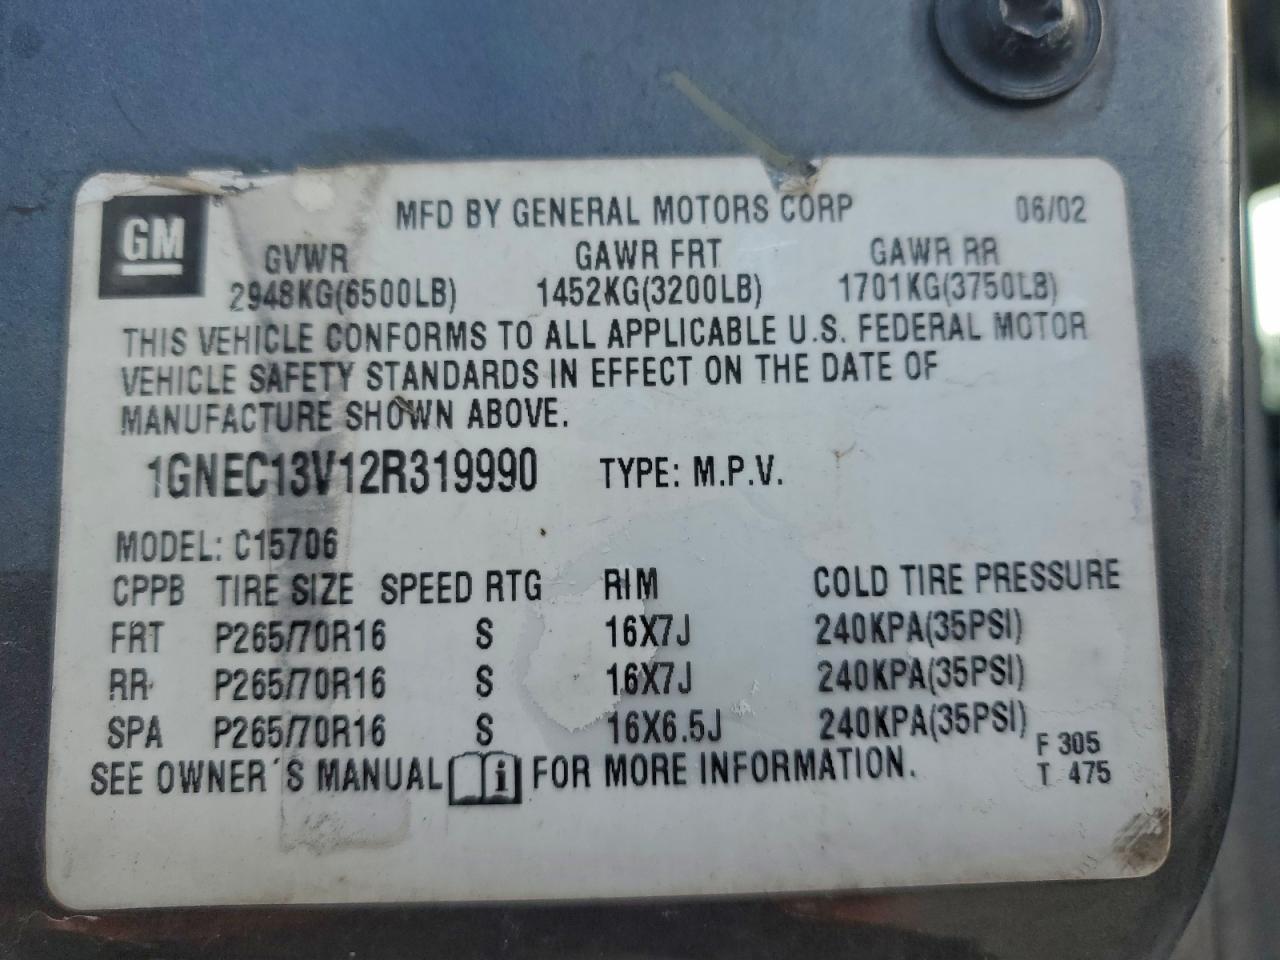 GM
MFD BY GENERAL MOTORS CORP 06/02
GVWR GAWR FRT GAWR RR
2948KG(6500LB) 1452KG(3200LB) 1701KG(3750LB)
THIS VEHICLE CONFORMS TO ALL APPLICABLE U.S. FEDERAL MOTOR
VEHICLE SAFETY STANDARDS IN EFFECT ON THE DATE OF
MANUFACTURE SHOWN ABOVE.
1GNEC13V12R319990 TYPE: M.P.V.
MODEL: C15706
CPPB TIRE SIZE SPEED RTG RIM COLD TIRE PRESSURE
FRT P265/70R16 S 16X7J 240KPA(35PSI)
RR P265/70R16 S 16X7J 240KPA(35PSI)
SPA P265/70R16 S 16X6.5J 240KPA(35PSI)
SEE OWNER'S MANUAL i FOR MORE INFORMATION.
F 305
T 475